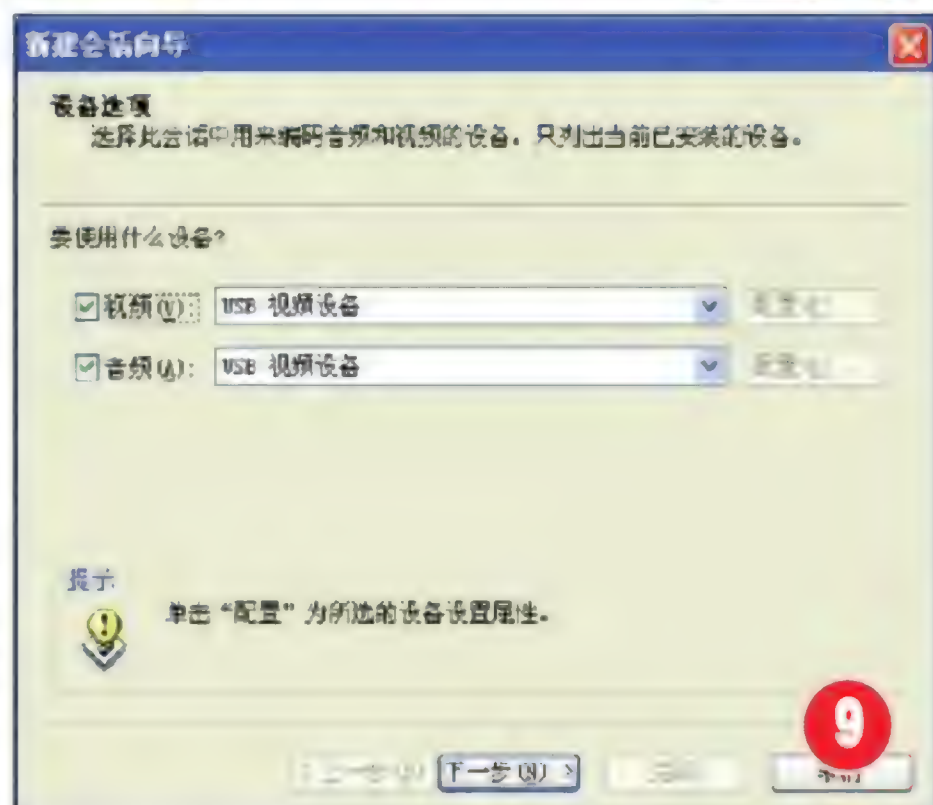 新建会话向导
设备选项
选择此会话中用来编码音频和视频的设备。只列出当前已安装的设备。
要使用什么设备?
视频(V): USB 视频设备
音频(A): USB 视频设备
提示
单击“配置”为所选的设备设置属性。
9
下一步(N) >